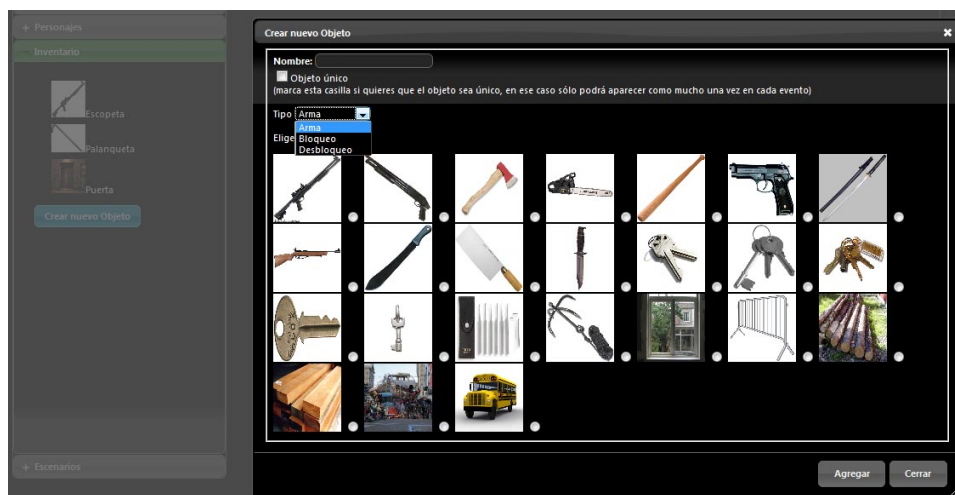 + Personajes
— Inventario
Escopeta
Palanqueta
Puerta
Crear nuevo Objeto
+ Escenarios
Crear nuevo Objeto
Nombre:
Objeto único
(marca esta casilla si quieres que el objeto sea único, en ese caso sólo podrá aparecer como mucho una vez en cada evento)
Tipo Arma
Arma
Elige Bloqueo
Desbloqueo
Agregar Cerrar